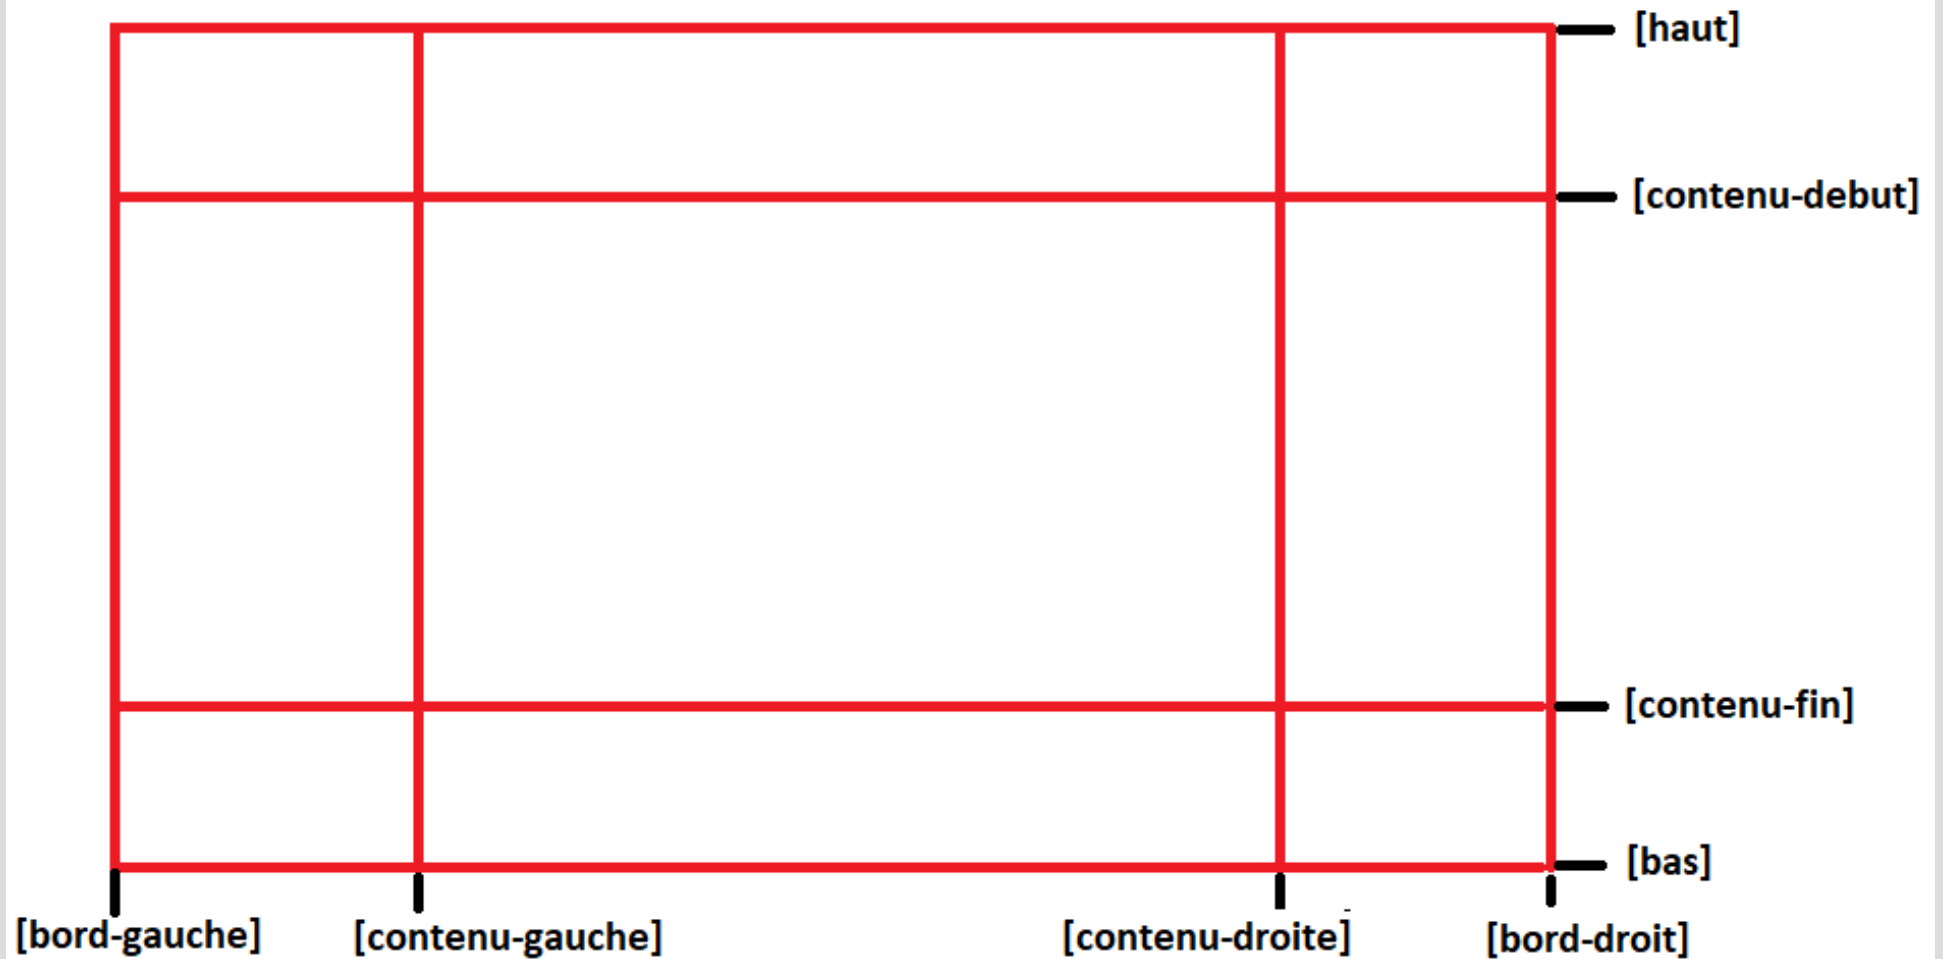 [haut]
[contenu-debut]
[contenu-fin]
[bas]
[bord-gauche]
[contenu-gauche]
[contenu-droite]
[bord-droit]